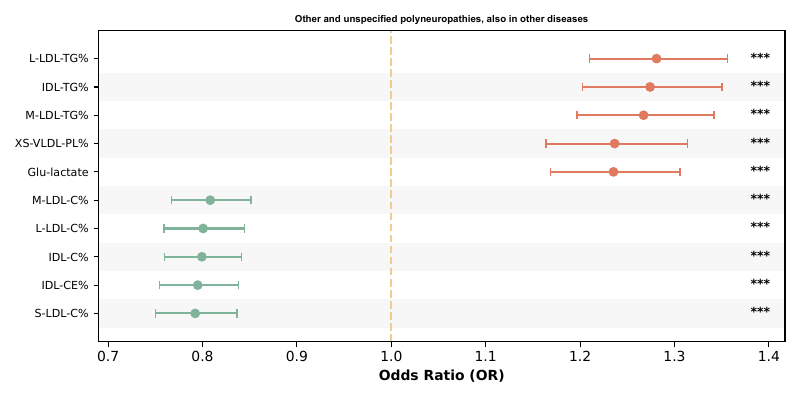 Other and unspecified polyneuropathies, also in other diseases
L-LDL-TG% ***
IDL-TG% ***
M-LDL-TG% ***
XS-VLDL-PL% ***
Glu-lactate ***
M-LDL-C% ***
L-LDL-C% ***
IDL-C% ***
IDL-CE% ***
S-LDL-C% ***
0.7 0.8 0.9 1.0 1.1 1.2 1.3 1.4
Odds Ratio (OR)